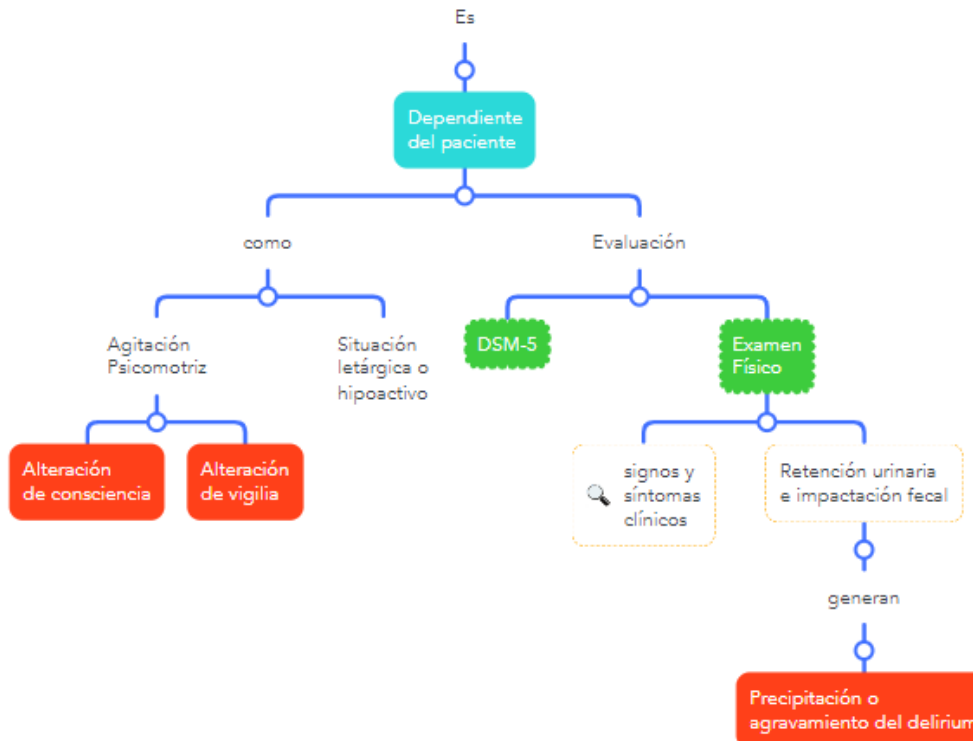 Es
Dependiente
del paciente
como
Evaluación
Agitación
Psicomotriz
Situación
letárgica o
hipoactivo
DSM-5
Examen
Físico
Alteración
de consciencia
Alteración
de vigilia
signos y
síntomas
clínicos
Retención urinaria
e impactación fecal
generan
Precipitación o
agravamiento del delirium